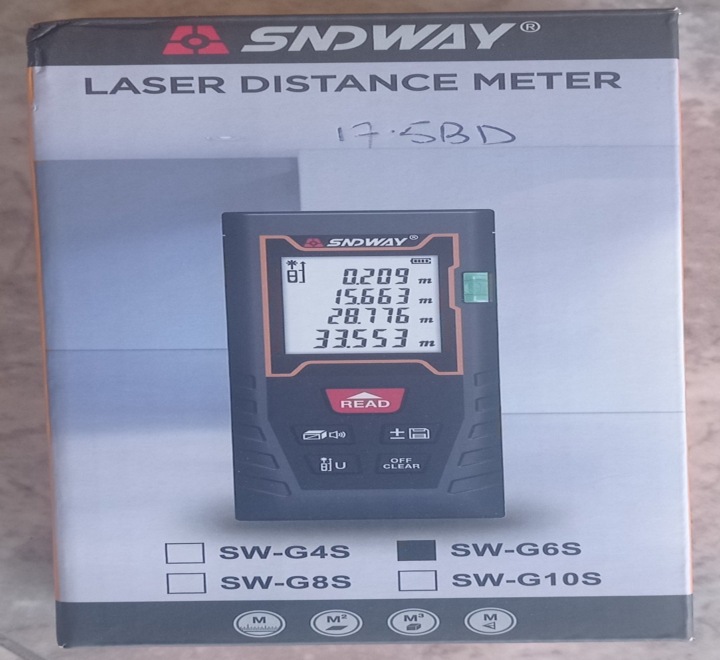 SNDWAY®
LASER DISTANCE METER
17.5BD
SNDWAY®
0.209 m
15.663 m
28.776 m
33.553 m
READ
±
U
OFF
CLEAR
SW-G4S SW-G6S
SW-G8S SW-G10S
M M² M³ M